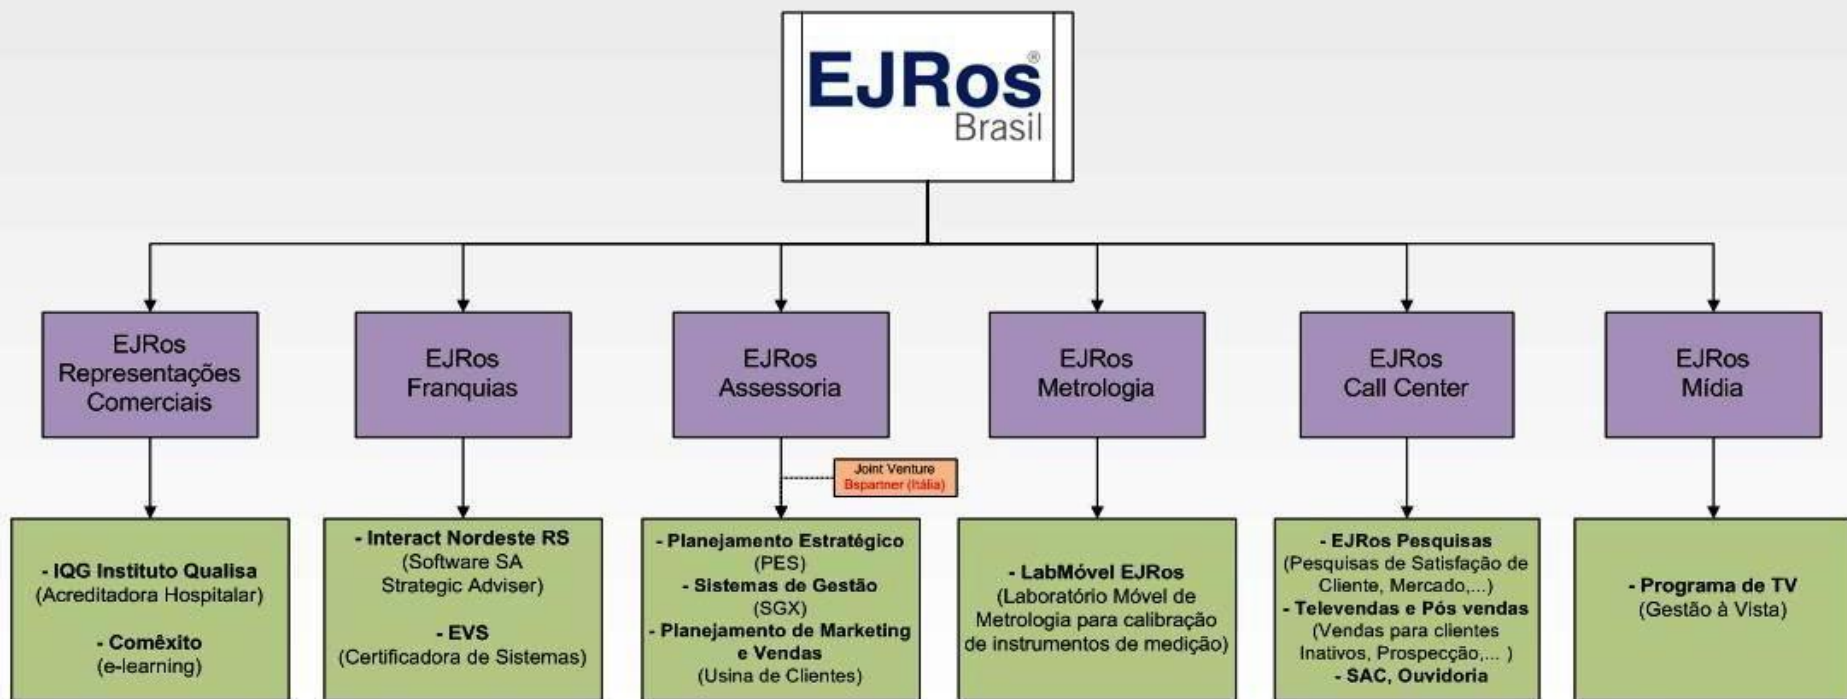 EJRos®
Brasil
EJRos
Representações
Comerciais
EJRos
Franquias
EJRos
Assessoria
EJRos
Metrologia
EJRos
Call Center
EJRos
Mídia
Joint Venture
Bspartner (Itália)
- IQG Instituto Qualisa
(Acreditadora Hospitalar)
- Comêxito
(e-learning)
- Interact Nordeste RS
(Software SA
Strategic Adviser)
- EVS
(Certificadora de Sistemas)
- Planejamento Estratégico
(PES)
- Sistemas de Gestão
(SGX)
- Planejamento de Marketing
e Vendas
(Usina de Clientes)
- LabMóvel EJRos
(Laboratório Móvel de
Metrologia para calibração
de instrumentos de medição)
- EJRos Pesquisas
(Pesquisas de Satisfação de
Cliente, Mercado,...)
- Televendas e Pós vendas
(Vendas para clientes
Inativos, Prospecção,... )
- SAC, Ouvidoria
- Programa de TV
(Gestão à Vista)